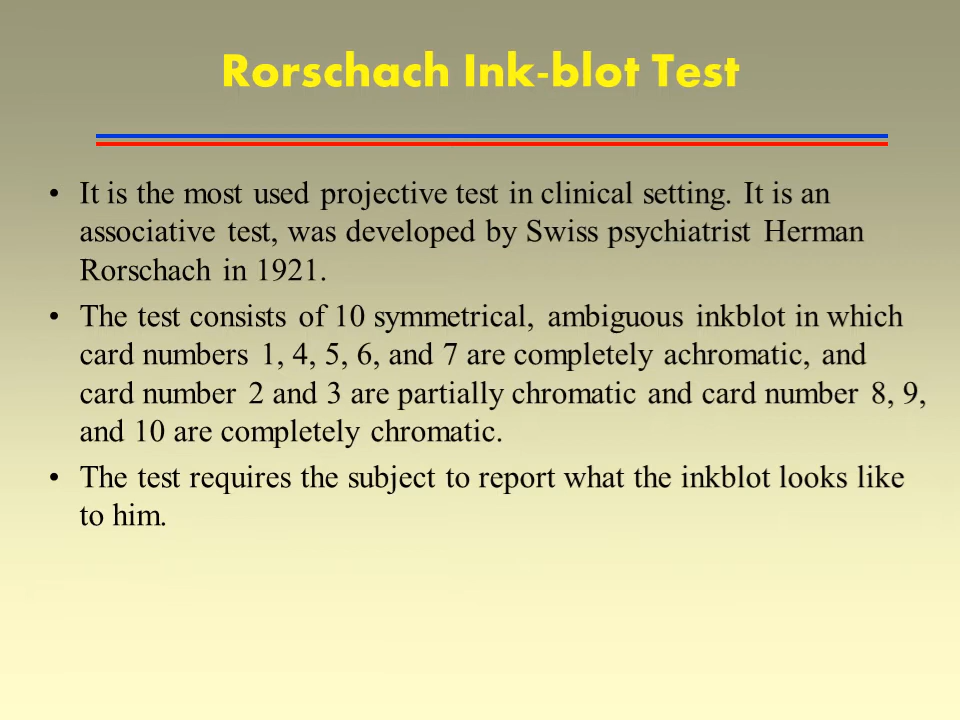 Rorschach Ink-blot Test
• It is the most used projective test in clinical setting. It is an
associative test, was developed by Swiss psychiatrist Herman
Rorschach in 1921.
• The test consists of 10 symmetrical, ambiguous inkblot in which
card numbers 1, 4, 5, 6, and 7 are completely achromatic, and
card number 2 and 3 are partially chromatic and card number 8, 9,
and 10 are completely chromatic.
• The test requires the subject to report what the inkblot looks like
to him.